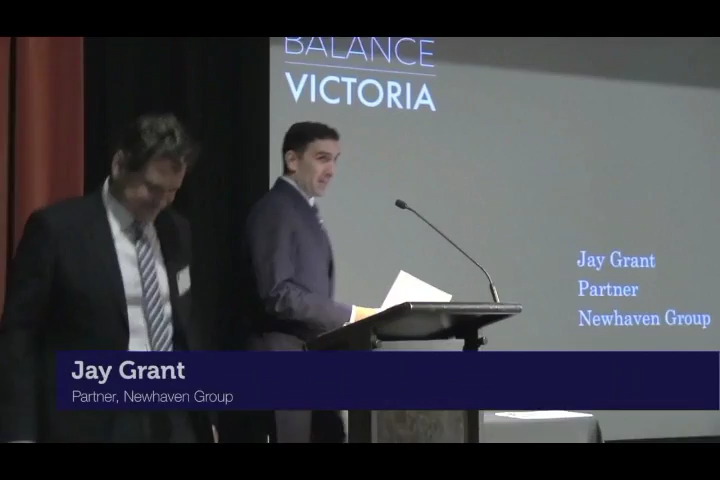 BALANCE
VICTORIA
Jay Grant
Partner
Newhaven Group
Jay Grant
Partner, Newhaven Group